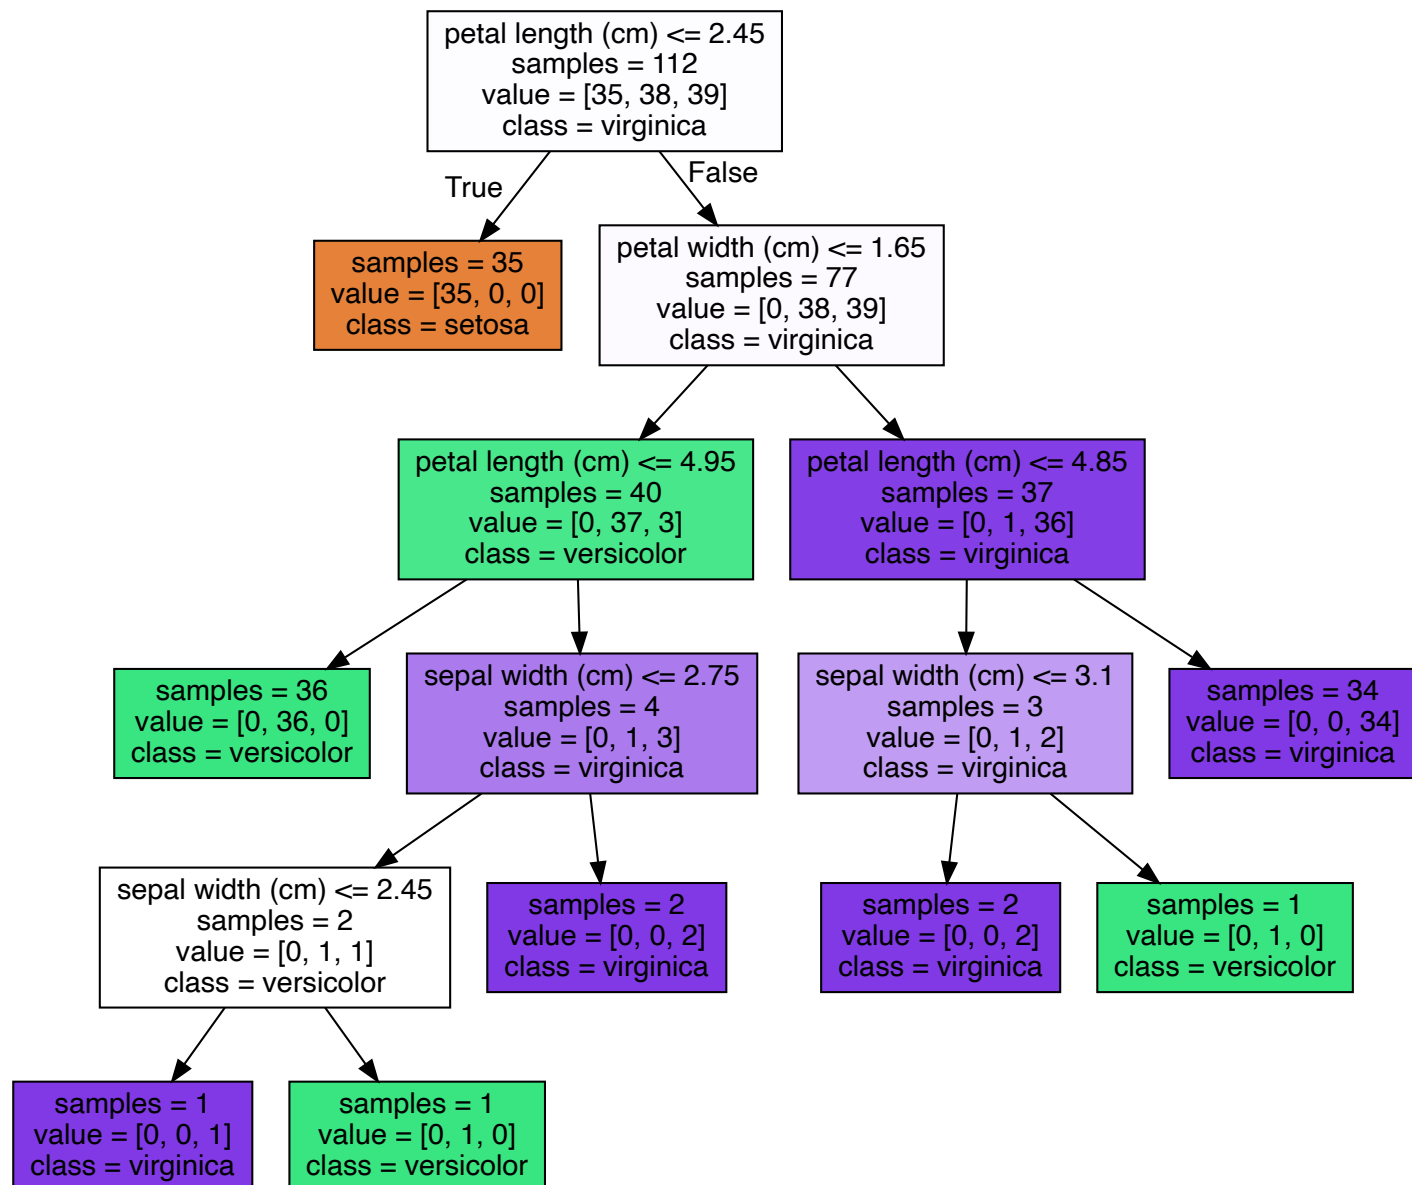 petal length (cm) <= 2.45
samples = 112
value = [35, 38, 39]
class = virginica
True
False
samples = 35
value = [35, 0, 0]
class = setosa
petal width (cm) <= 1.65
samples = 77
value = [0, 38, 39]
class = virginica
petal length (cm) <= 4.95
samples = 40
value = [0, 37, 3]
class = versicolor
petal length (cm) <= 4.85
samples = 37
value = [0, 1, 36]
class = virginica
samples = 36
value = [0, 36, 0]
class = versicolor
sepal width (cm) <= 2.75
samples = 4
value = [0, 1, 3]
class = virginica
sepal width (cm) <= 3.1
samples = 3
value = [0, 1, 2]
class = virginica
samples = 34
value = [0, 0, 34]
class = virginica
sepal width (cm) <= 2.45
samples = 2
value = [0, 1, 1]
class = versicolor
samples = 2
value = [0, 0, 2]
class = virginica
samples = 2
value = [0, 0, 2]
class = virginica
samples = 1
value = [0, 1, 0]
class = versicolor
samples = 1
value = [0, 0, 1]
class = virginica
samples = 1
value = [0, 1, 0]
class = versicolor